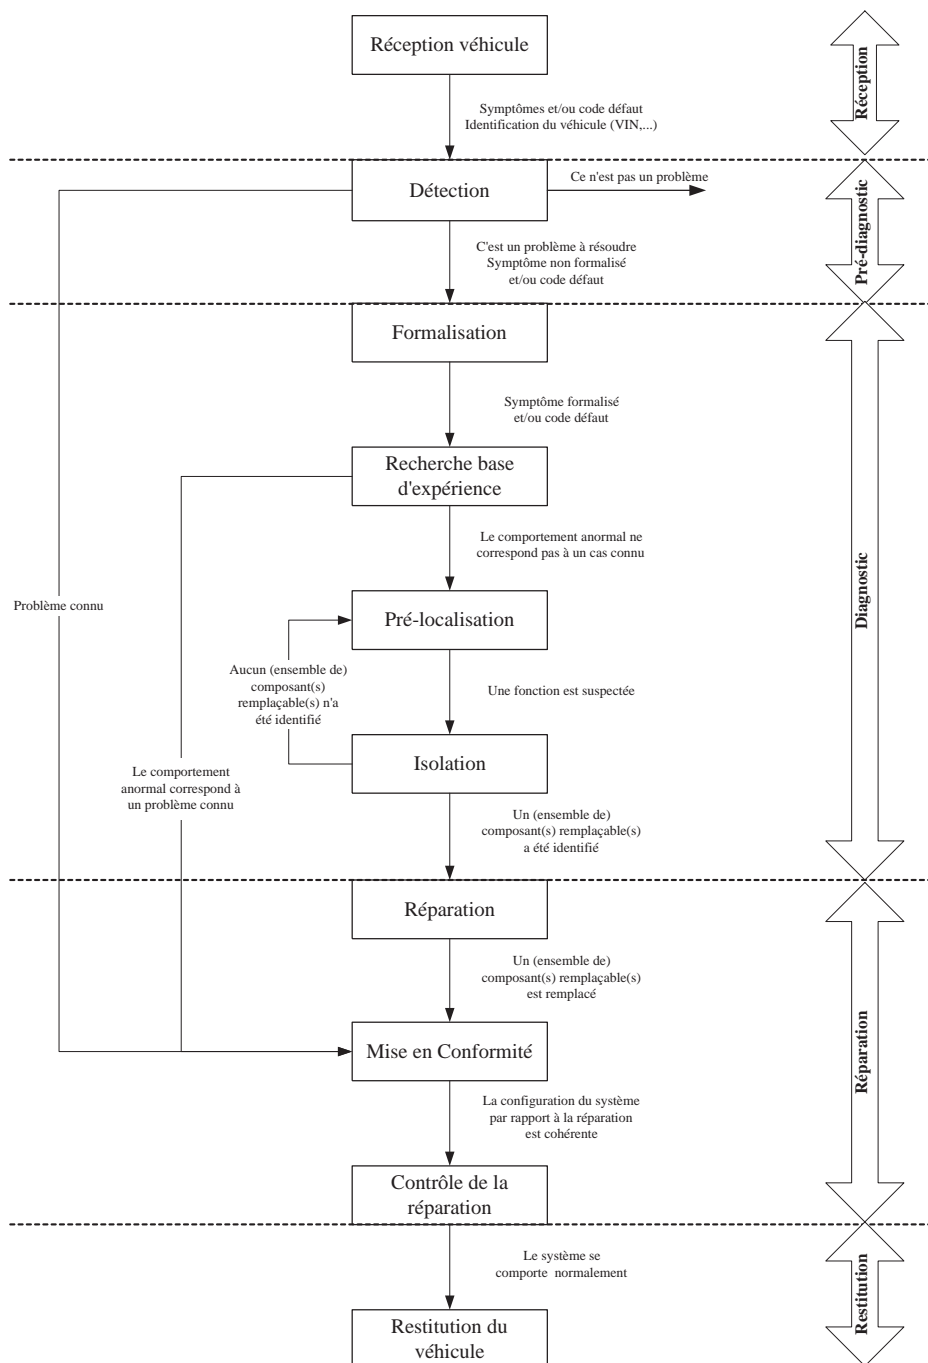 Réception véhicule
Réception
Symptômes et/ou code défaut
Identification du véhicule (VIN,...)
Détection
Ce n'est pas un problème
Pré-diagnostic
C'est un problème à résoudre
Symptôme non formalisé
et/ou code défaut
Formalisation
Symptôme formalisé
et/ou code défaut
Recherche base
d'expérience
Le comportement anormal ne
correspond pas à un cas connu
Diagnostic
Problème connu
Pré-localisation
Aucun (ensemble de)
composant(s)
remplaçable(s) n'a
été identifié
Une fonction est suspectée
Isolation
Le comportement
anormal correspond à
un problème connu
Un (ensemble de)
composant(s) remplaçable(s)
a été identifié
Réparation
Un (ensemble de)
composant(s) remplaçable(s)
est remplacé
Réparation
Mise en Conformité
La configuration du système
par rapport à la réparation
est cohérente
Contrôle de la
réparation
Le système se
comporte normalement
Restitution
Restitution du
véhicule